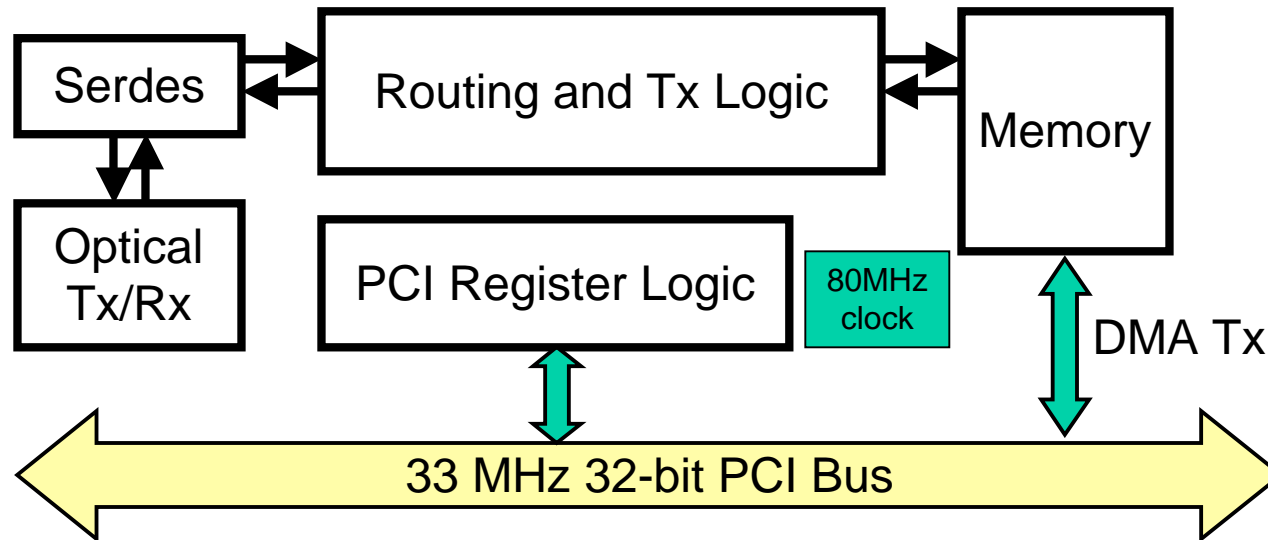 Serdes
Routing and Tx Logic
Memory
Optical
Tx/Rx
PCI Register Logic
80MHz
clock
DMA Tx
33 MHz 32-bit PCI Bus